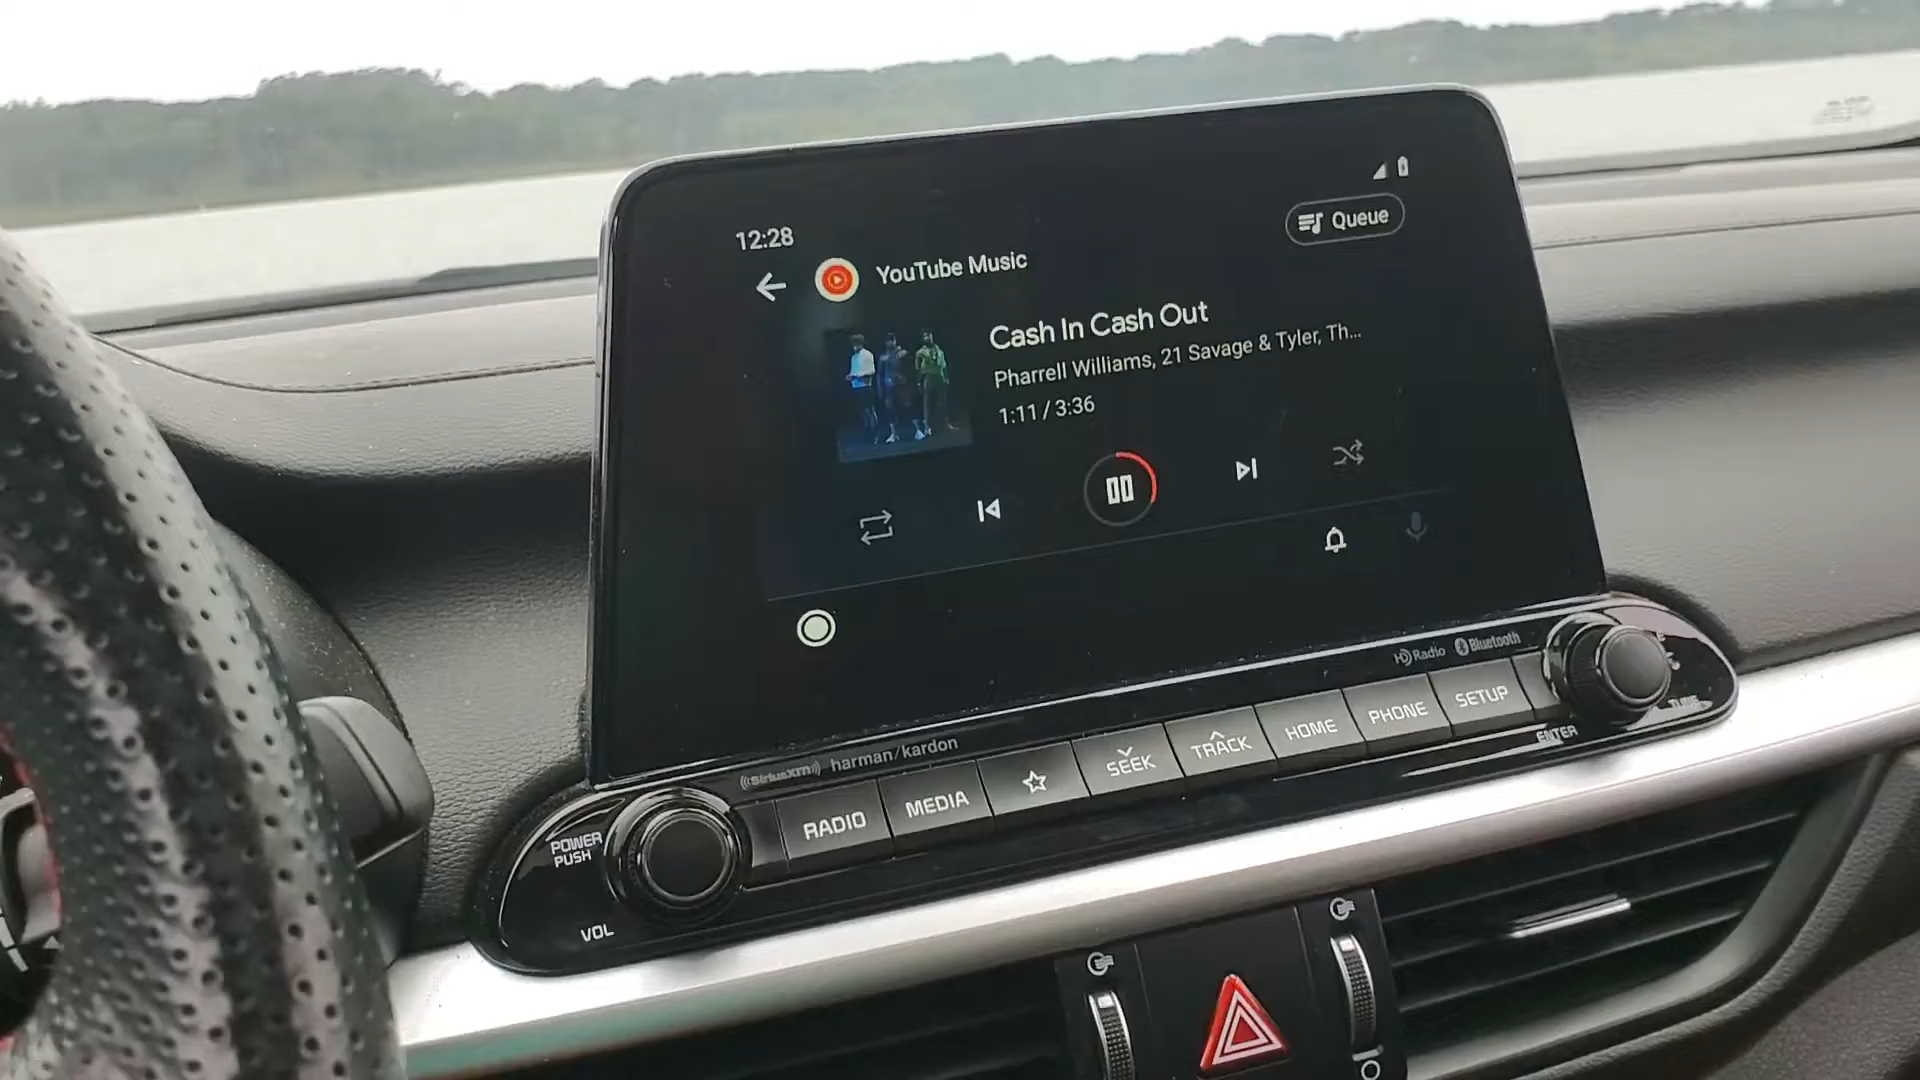 12:28
Queue
YouTube Music
Cash In Cash Out
Pharrell Williams, 21 Savage & Tyler, Th...
1:11 / 3:36
HD Radio
Bluetooth
((SiriusXM))
harman/kardon
POWER
PUSH
VOL
RADIO
MEDIA
SEEK
TRACK
HOME
PHONE
SETUP
ENTER
TUNE